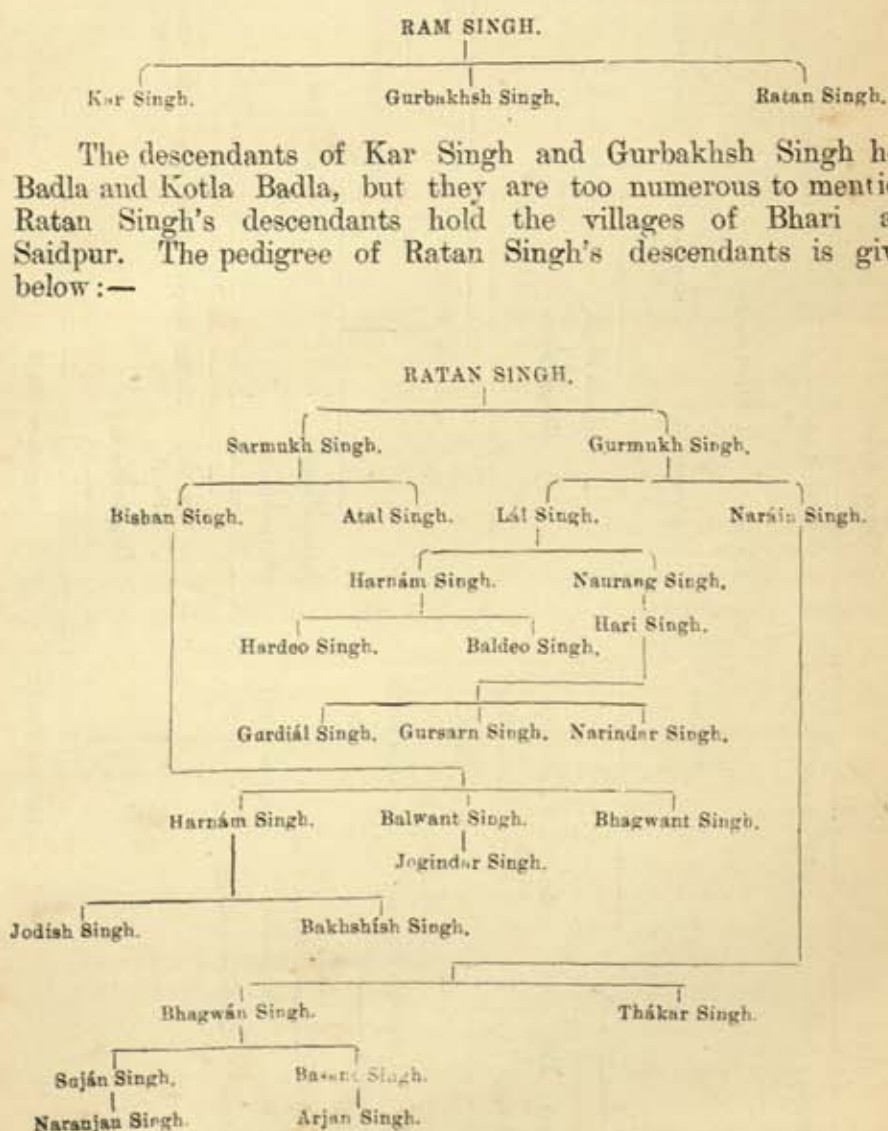 RAM SINGH.
Kar Singh. Gurbakhsh Singh. Ratan Singh.
The descendants of Kar Singh and Gurbakhsh Singh h
Badla and Kotla Badla, but they are too numerous to menti
Ratan Singh's descendants hold the villages of Bhari a
Saidpur. The pedigree of Ratan Singh's descendants is giv
below :—
RATAN SINGH.
Sarmukh Singh. Gurmukh Singh.
Bishan Singh. Atal Singh. Lál Singh. Naráin Singh.
Harnám Singh. Naurang Singh.
Hari Singh.
Hardeo Singh. Baldeo Singh.
Gurdiál Singh. Gursarn Singh. Narindar Singh.
Harnám Singh. Balwant Singh. Bhagwant Singh.
Jogindar Singh.
Jodish Singh. Bakhshísh Singh.
Bhagwán Singh. Thákar Singh.
Suján Singh. Basant Singh.
Naranjan Singh. Arjan Singh.